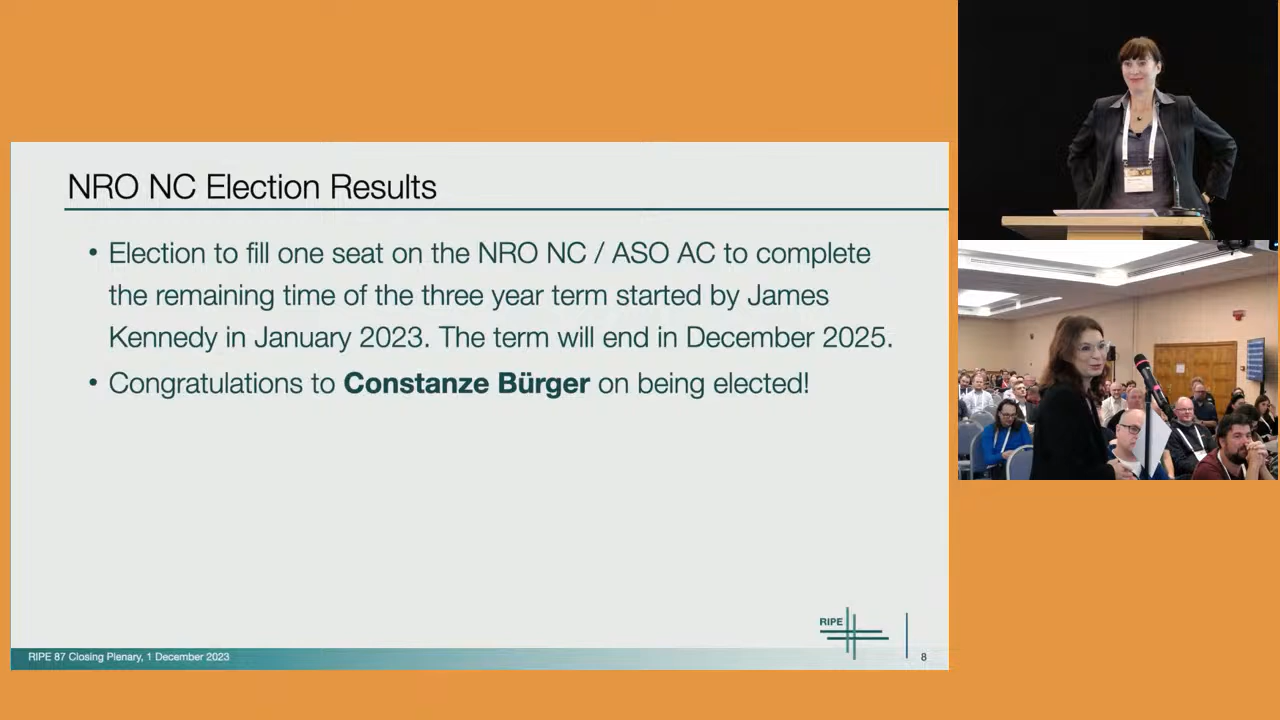 NRO NC Election Results
• Election to fill one seat on the NRO NC / ASO AC to complete
the remaining time of the three year term started by James
Kennedy in January 2023. The term will end in December 2025.
• Congratulations to Constanze Bürger on being elected!
RIPE
RIPE 87 Closing Plenary, 1 December 2023
8